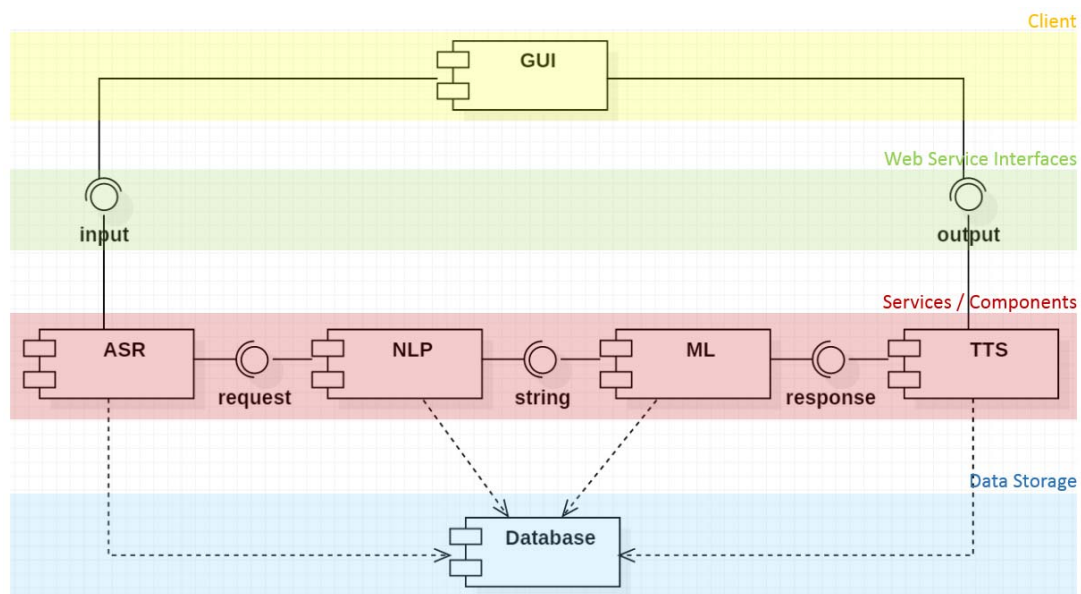 Client
GUI
Web Service Interfaces
input
output
Services / Components
ASR
NLP
ML
TTS
request
string
response
Data Storage
Database